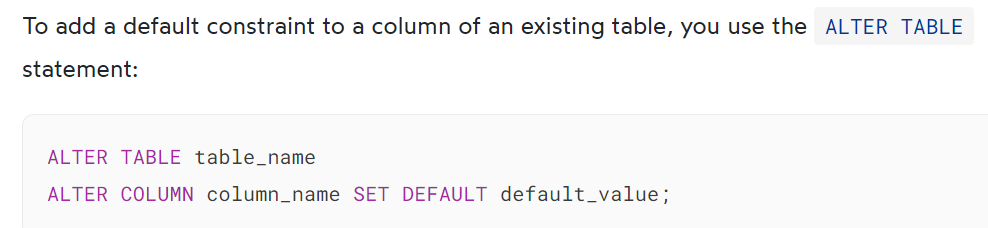 To add a default constraint to a column of an existing table, you use the ALTER TABLE
statement:
ALTER TABLE table_name
ALTER COLUMN column_name SET DEFAULT default_value;